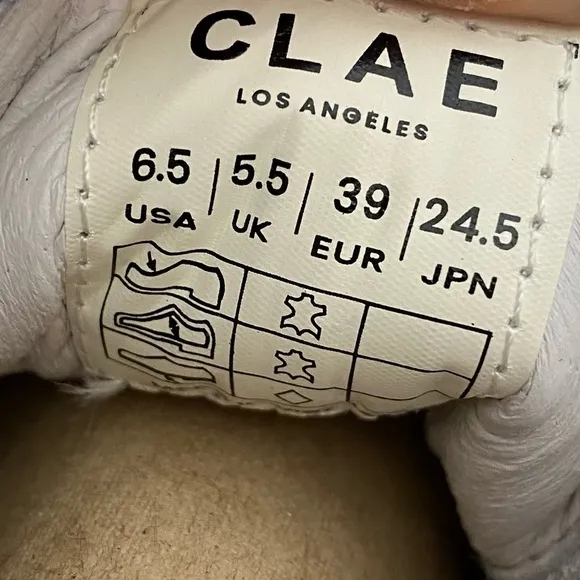 CLAE
LOS ANGELES
6.5 | 5.5 | 39 | 24.5
USA UK EUR JPN